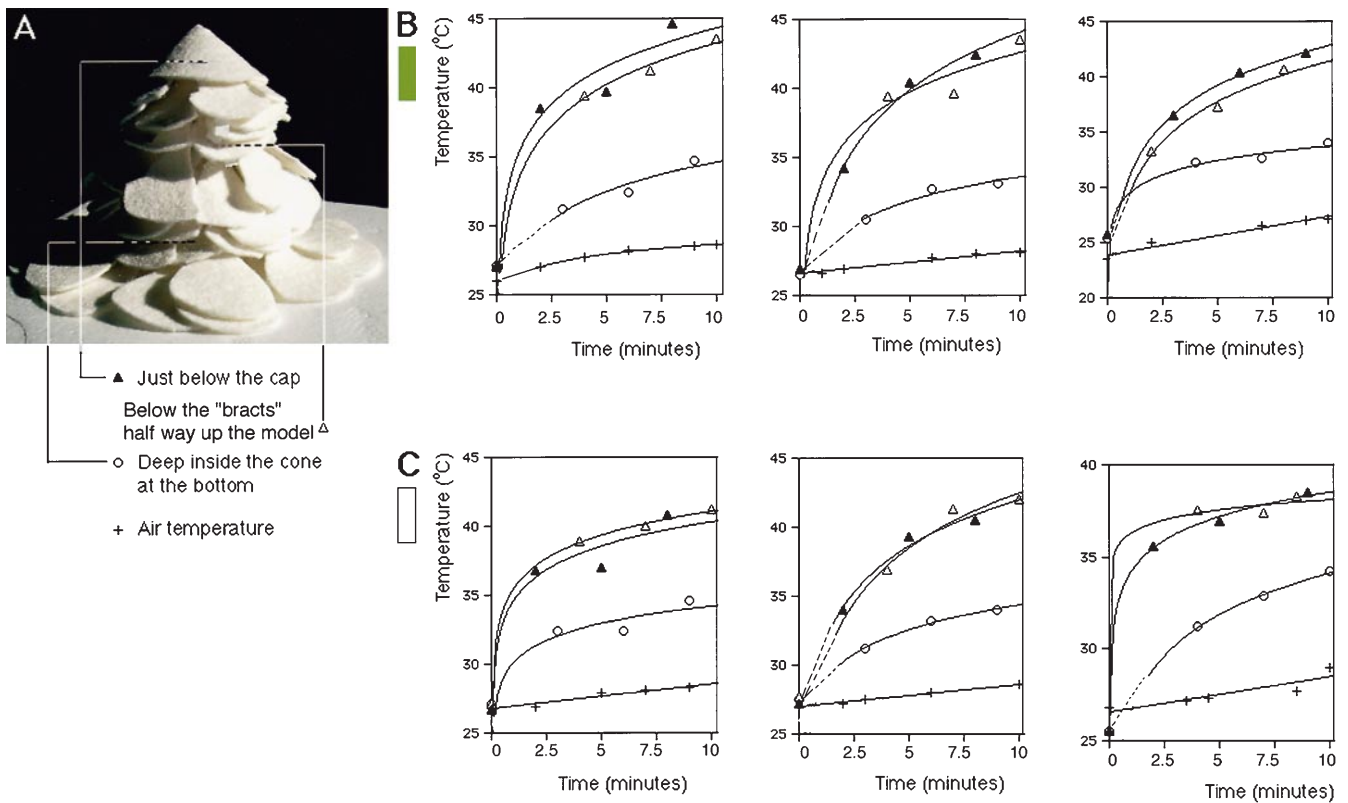 A
Just below the cap
Below the "bracts"
half way up the model
Deep inside the cone
at the bottom
Air temperature
B
Temperature (°C)
45
40
35
30
25
0 2.5 5 7.5 10
Time (minutes)
45
40
35
30
25
0 2.5 5 7.5 10
Time (minutes)
45
40
35
30
25
20
0 2.5 5 7.5 10
Time (minutes)
C
Temperature (°C)
45
40
35
30
25
0 2.5 5 7.5 10
Time (minutes)
45
40
35
30
25
0 2.5 5 7.5 10
Time (minutes)
40
35
30
25
0 2.5 5 7.5 10
Time (minutes)